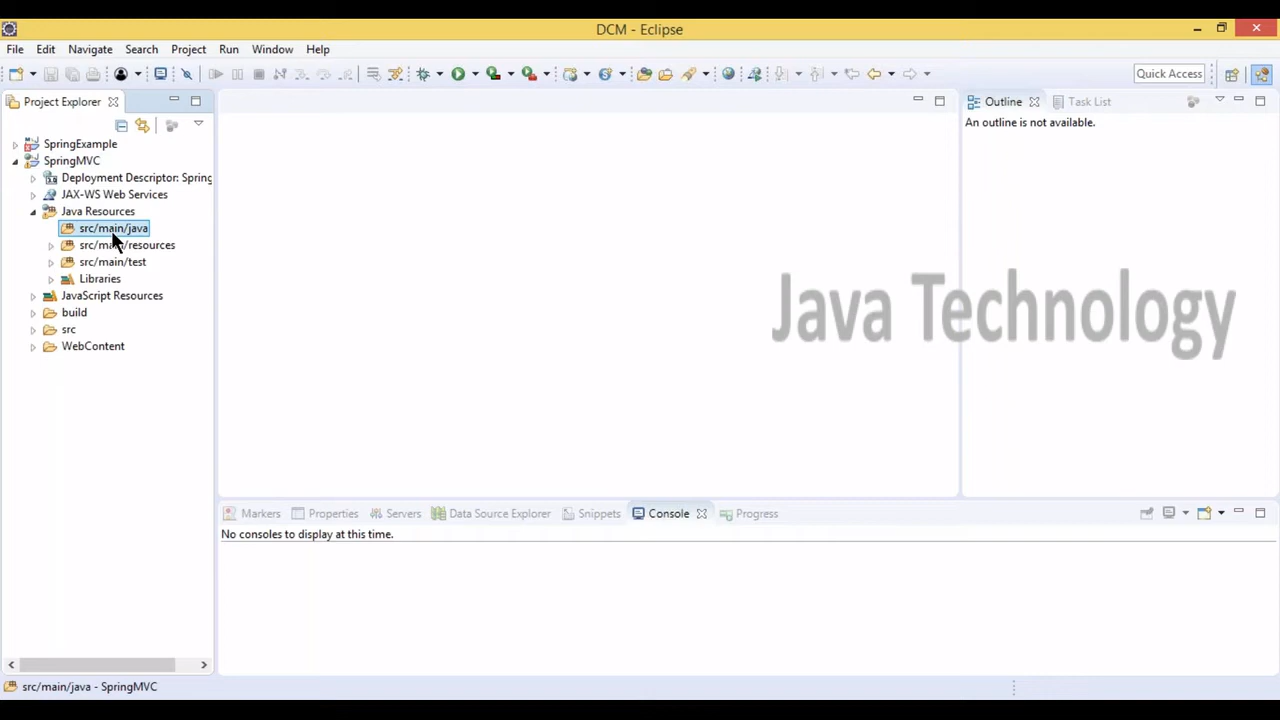 DCM - Eclipse
File Edit Navigate Search Project Run Window Help
Quick Access
Project Explorer
SpringExample
SpringMVC
Deployment Descriptor: Spring
JAX-WS Web Services
Java Resources
src/main/java
src/main/resources
src/main/test
Libraries
JavaScript Resources
build
src
WebContent
Outline Task List
An outline is not available.
Java Technology
Markers Properties Servers Data Source Explorer Snippets Console Progress
No consoles to display at this time.
src/main/java - SpringMVC